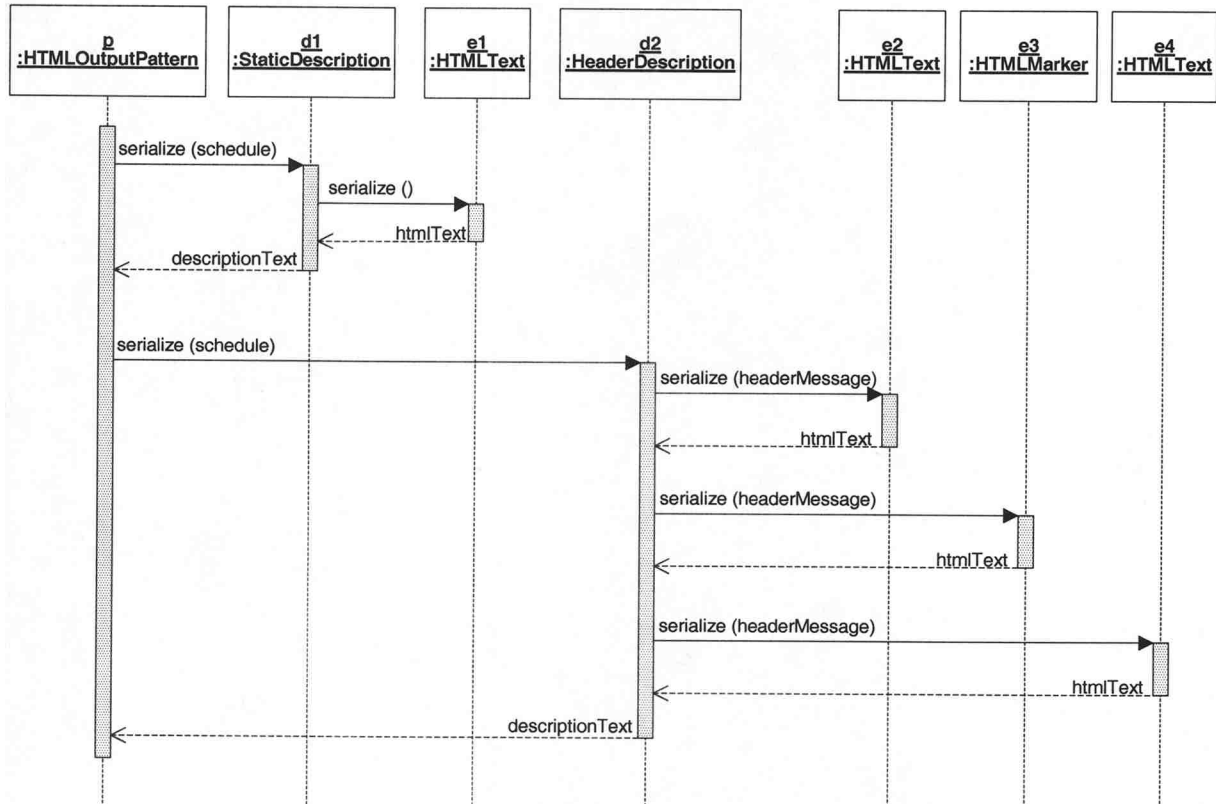 p
:HTMLOutputPattern
d1
:StaticDescription
e1
:HTMLText
d2
:HeaderDescription
e2
:HTMLText
e3
:HTMLMarker
e4
:HTMLText
serialize (schedule)
serialize ()
htmlText
descriptionText
serialize (schedule)
serialize (headerMessage)
htmlText
serialize (headerMessage)
htmlText
serialize (headerMessage)
htmlText
descriptionText